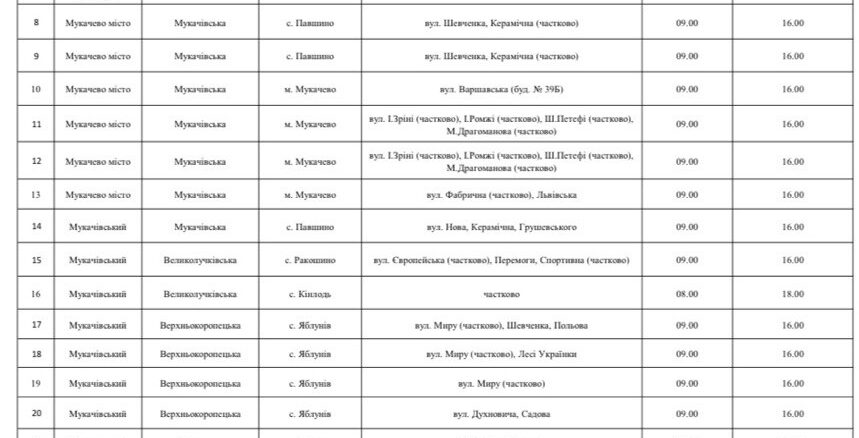 8 Мукачево місто Мукачівська с. Павшино вул. Шевченка, Керамічна (частково) 09.00 16.00
9 Мукачево місто Мукачівська с. Павшино вул. Шевченка, Керамічна (частково) 09.00 16.00
10 Мукачево місто Мукачівська м. Мукачево вул. Варшавська (буд. № 39Б) 09.00 16.00
11 Мукачево місто Мукачівська м. Мукачево вул. І.Зріні (частково), І.Ромжі (частково), Ш.Петефі (частково),
М.Драгоманова (частково) 09.00 16.00
12 Мукачево місто Мукачівська м. Мукачево вул. І.Зріні (частково), І.Ромжі (частково), Ш.Петефі (частково),
М.Драгоманова (частково) 09.00 16.00
13 Мукачево місто Мукачівська м. Мукачево вул. Фабрична (частково), Львівська 09.00 16.00
14 Мукачівський Мукачівська с. Павшино вул. Нова, Керамічна, Грушевського 09.00 16.00
15 Мукачівський Великолучківська с. Ракошино вул. Європейська (частково), Перемоги, Спортивна (частково) 09.00 16.00
16 Мукачівський Великолучківська с. Кінлодь частково 08.00 18.00
17 Мукачівський Верхньокоропецька с. Яблунів вул. Миру (частково), Шевченка, Польова 09.00 16.00
18 Мукачівський Верхньокоропецька с. Яблунів вул. Миру (частково), Лесі Українки 09.00 16.00
19 Мукачівський Верхньокоропецька с. Яблунів вул. Миру (частково) 09.00 16.00
20 Мукачівський Верхньокоропецька с. Яблунів вул. Духновича, Садова 09.00 16.00